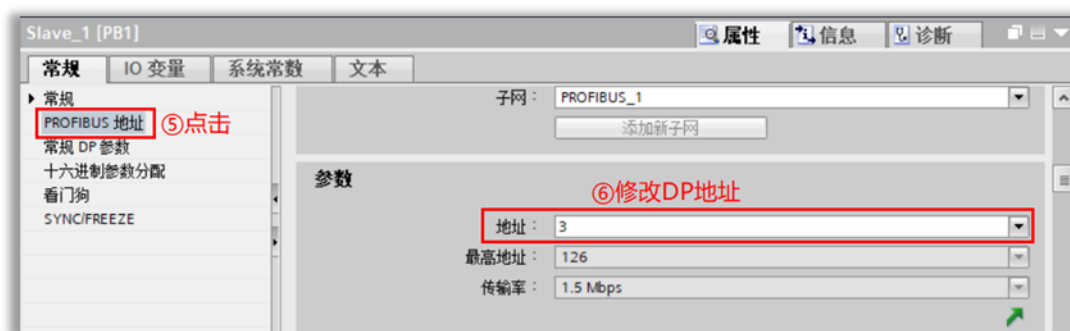 Slave_1 [PB1]
属性
信息
诊断
常规
IO 变量
系统常数
文本
常规
PROFIBUS 地址
⑤点击
常规 DP 参数
十六进制参数分配
看门狗
SYNC/FREEZE
子网：
PROFIBUS_1
添加新子网
参数
⑥修改DP地址
地址：
3
最高地址：
126
传输率：
1.5 Mbps